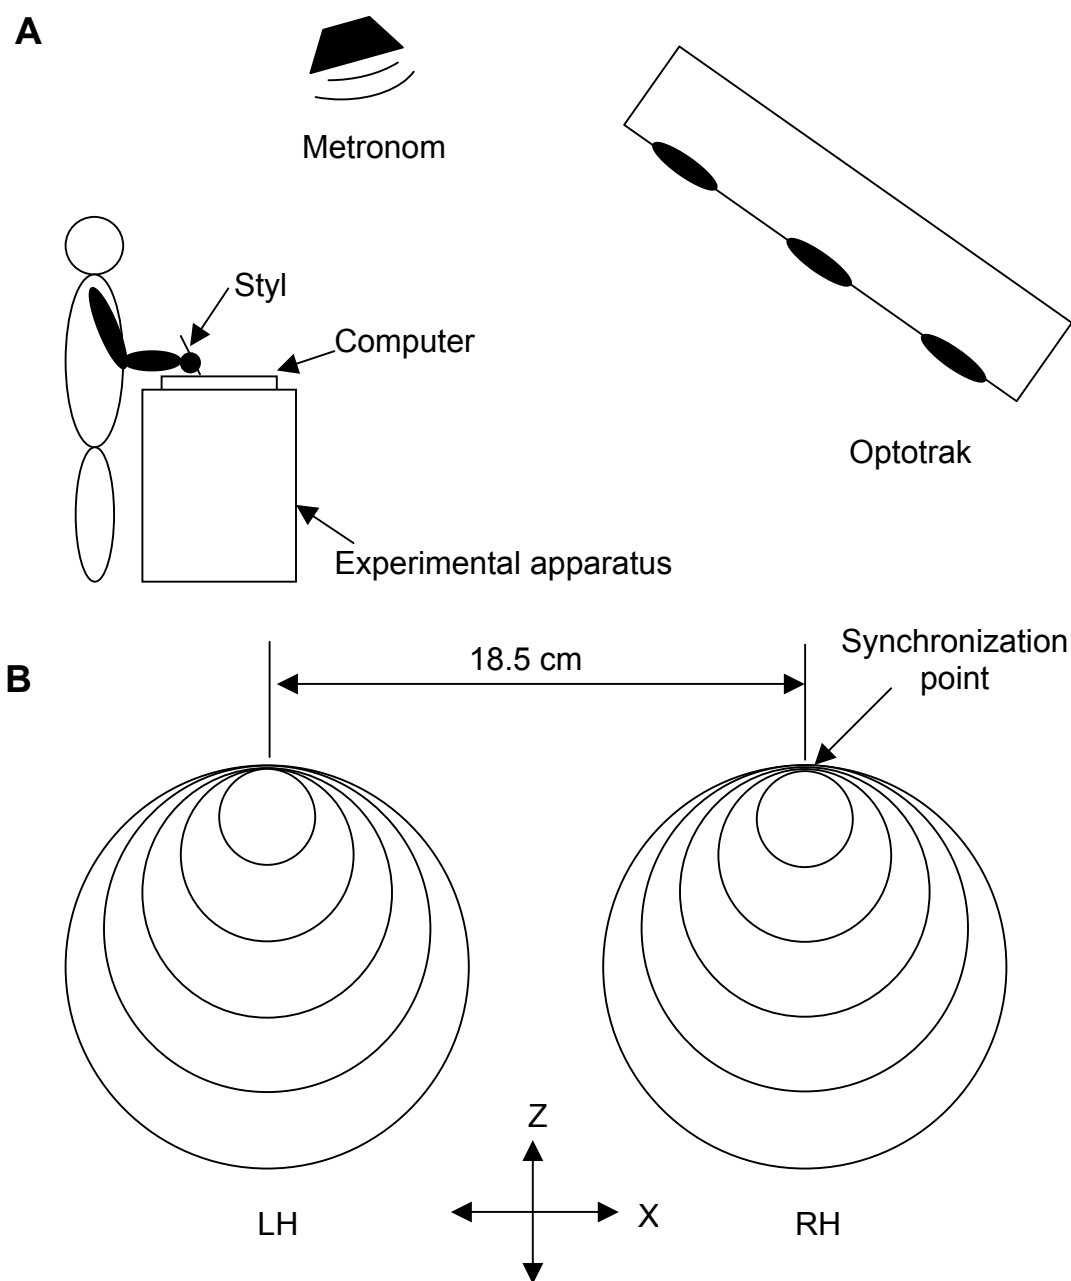 A
Metronom
Styl
Computer
Optotrak
Experimental apparatus
B
18.5 cm
Synchronization
point
Z
X
LH
RH